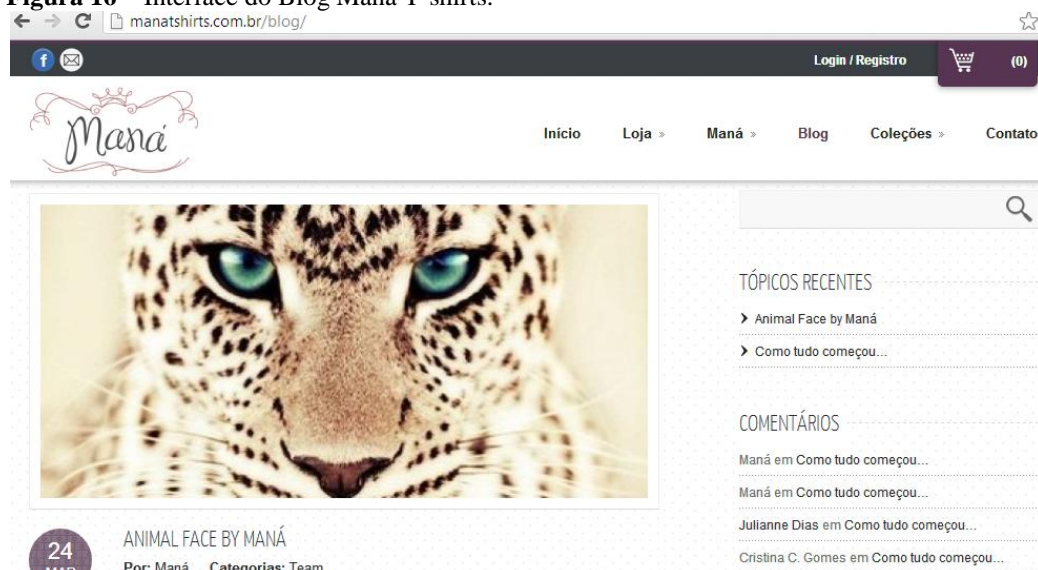 Figura 16 – Interface do Blog Maná T-shirts.
manatshirts.com.br/blog/
Login / Registro
(0)
Maná
Início Loja » Maná » Blog Coleções » Contato
TÓPICOS RECENTES
Animal Face by Maná
Como tudo começou...
COMENTÁRIOS
Maná em Como tudo começou...
Maná em Como tudo começou...
Julianne Dias em Como tudo começou...
Cristina C. Gomes em Como tudo começou...
24
ANIMAL FACE BY MANÁ
Por: Maná Categorias: Team